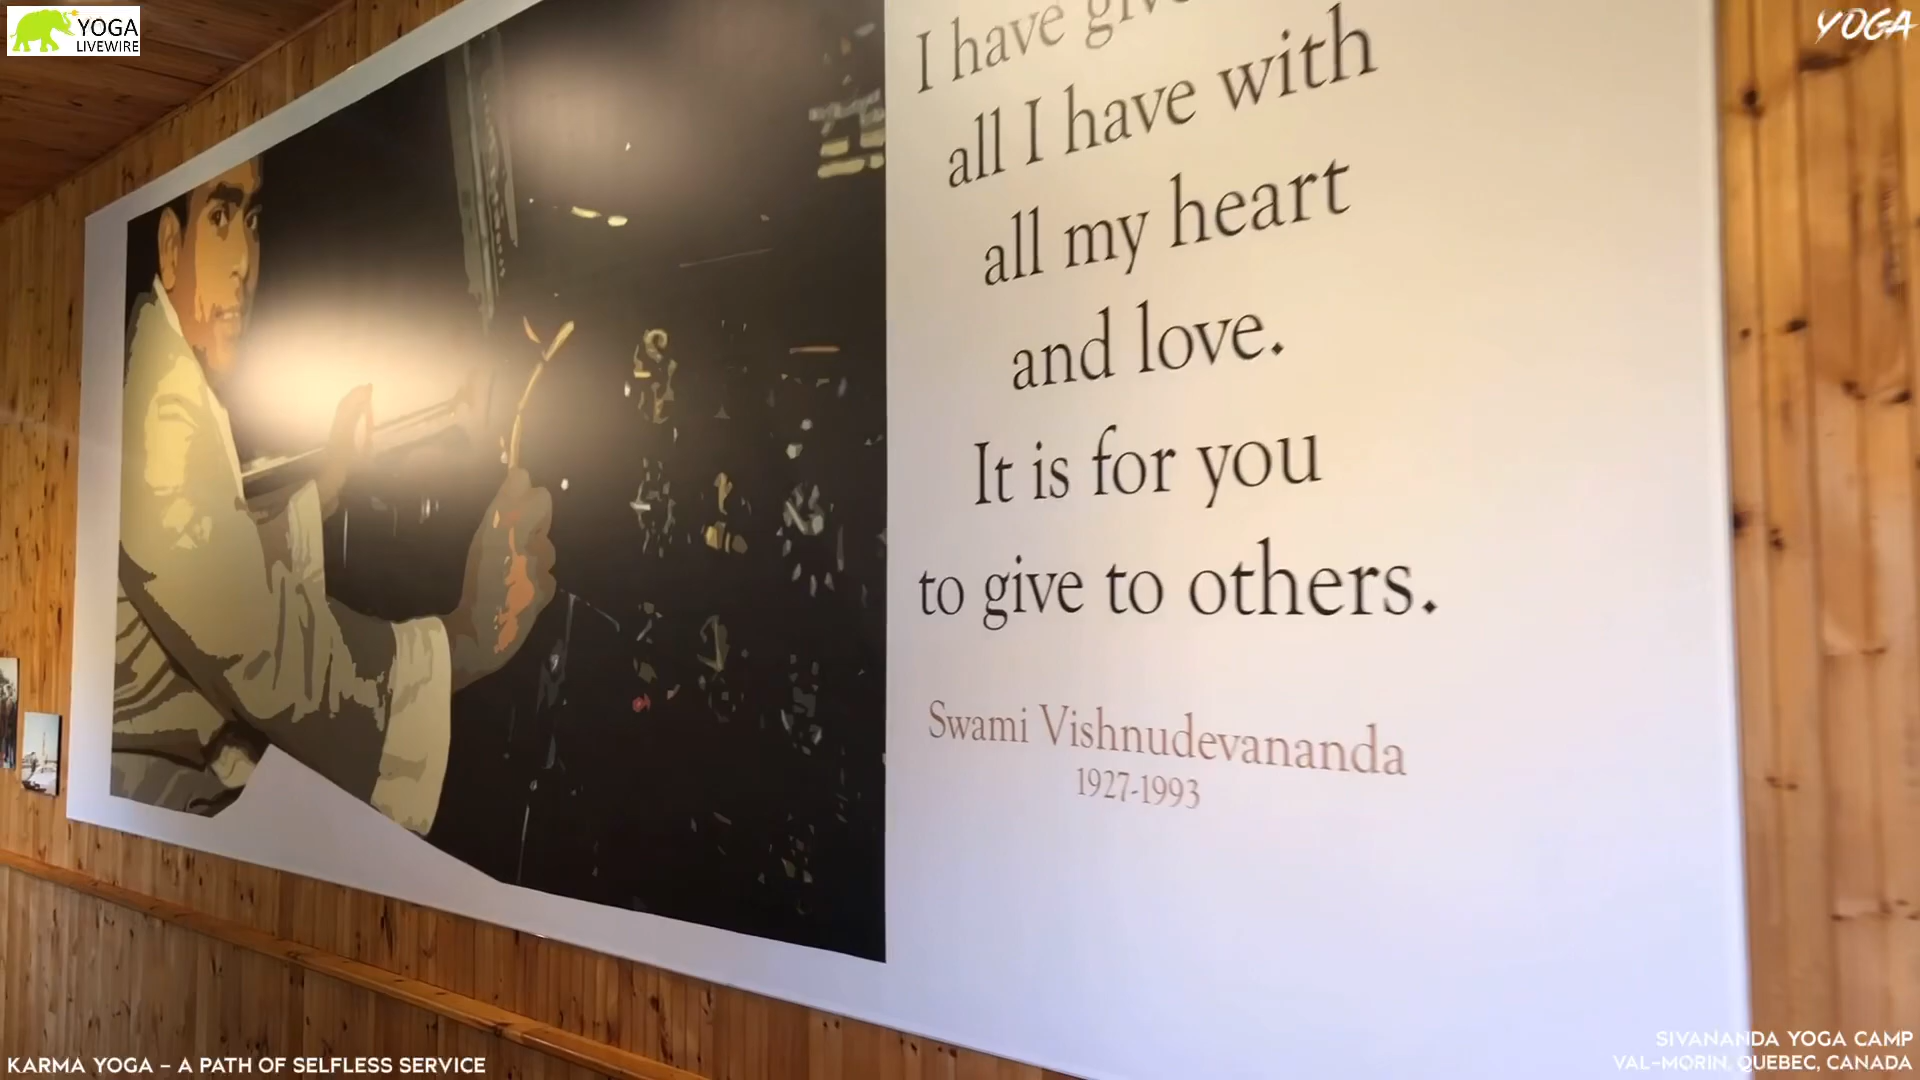 YOGA
LIVEWIRE
YOGA
I have
all I have with
all my heart
and love.
It is for you
to give to others.
Swami Vishnudevananda
1927-1993
KARMA YOGA – A PATH OF SELFLESS SERVICE
SIVANANDA YOGA CAMP
VAL-MORIN, QUEBEC, CANADA